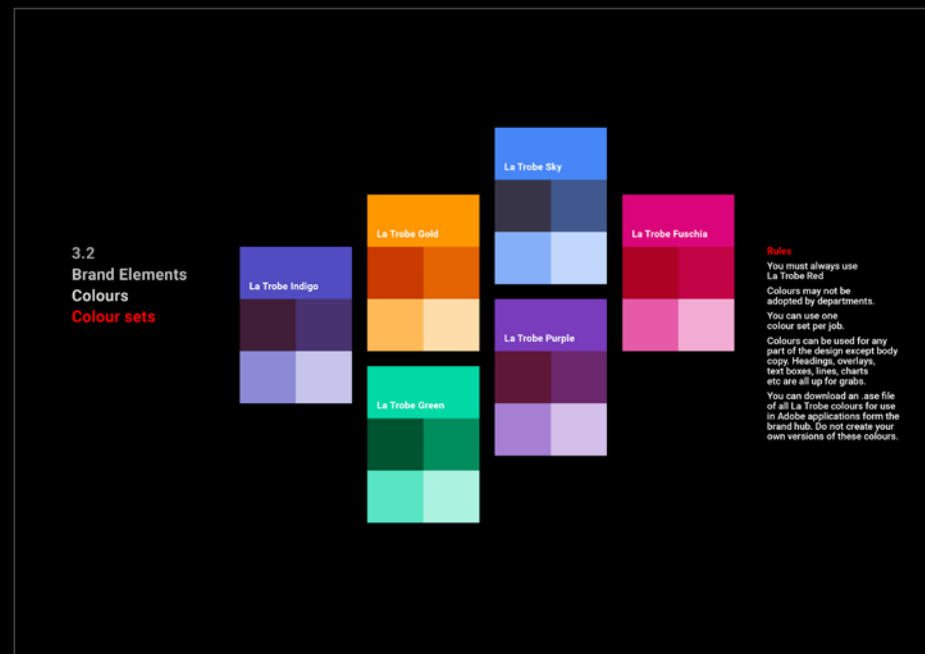 3.2
Brand Elements
Colours
Colour sets
La Trobe Indigo
La Trobe Gold
La Trobe Green
La Trobe Sky
La Trobe Purple
La Trobe Fuschia
Rules
You must always use
La Trobe Red
Colours may not be
adopted by departments.
You can use one
colour set per job.
Colours can be used for any
part of the design except body
copy. Headings, overlays,
text boxes, lines, charts
etc are all up for grabs.
You can download an .ase file
of all La Trobe colours for use
in Adobe applications form the
brand hub. Do not create your
own versions of these colours.